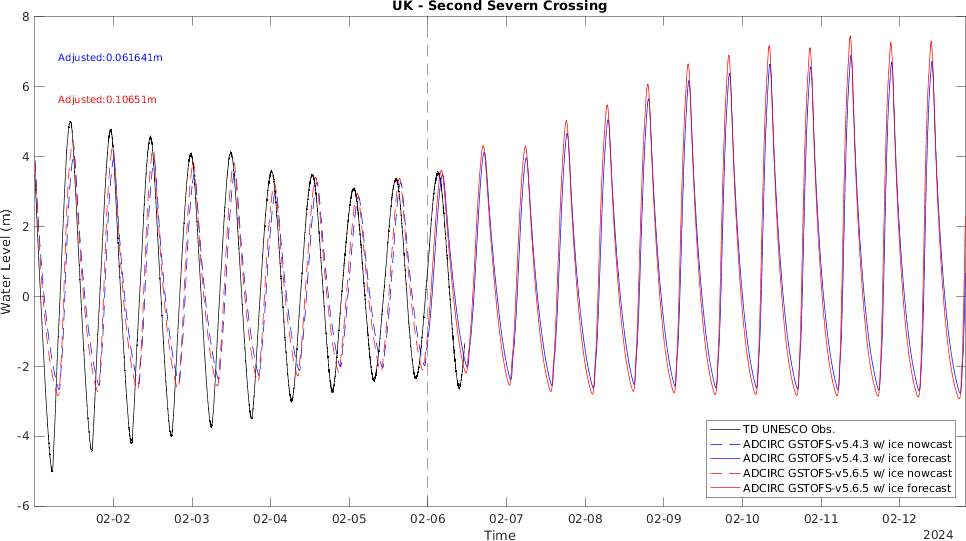 UK - Second Severn Crossing
Adjusted:0.061641m
Adjusted:0.10651m
Water Level (m)
8
6
4
2
0
-2
-4
-6
TD UNESCO Obs.
ADCIRC GSTOFS-v5.4.3 w/ ice nowcast
ADCIRC GSTOFS-v5.4.3 w/ ice forecast
ADCIRC GSTOFS-v5.6.5 w/ ice nowcast
ADCIRC GSTOFS-v5.6.5 w/ ice forecast
02-02 02-03 02-04 02-05 02-06 02-07 02-08 02-09 02-10 02-11 02-12
Time
2024